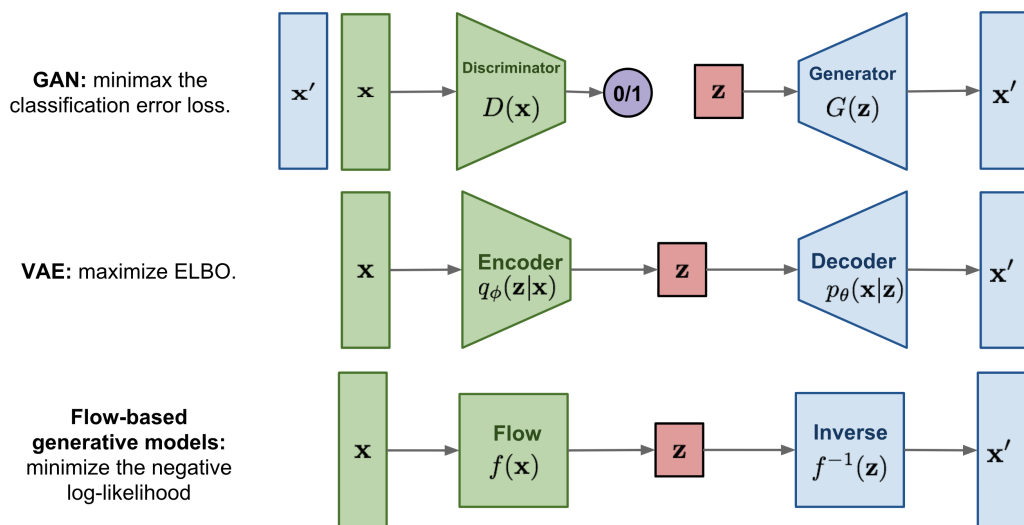 GAN: minimax the
classification error loss.
x′
x
Discriminator
D(x)
0/1
z
Generator
G(z)
x′
VAE: maximize ELBO.
x
Encoder
qϕ(z|x)
z
Decoder
pθ(x|z)
x′
Flow-based
generative models:
minimize the negative
log-likelihood
x
Flow
f(x)
z
Inverse
f⁻¹(z)
x′